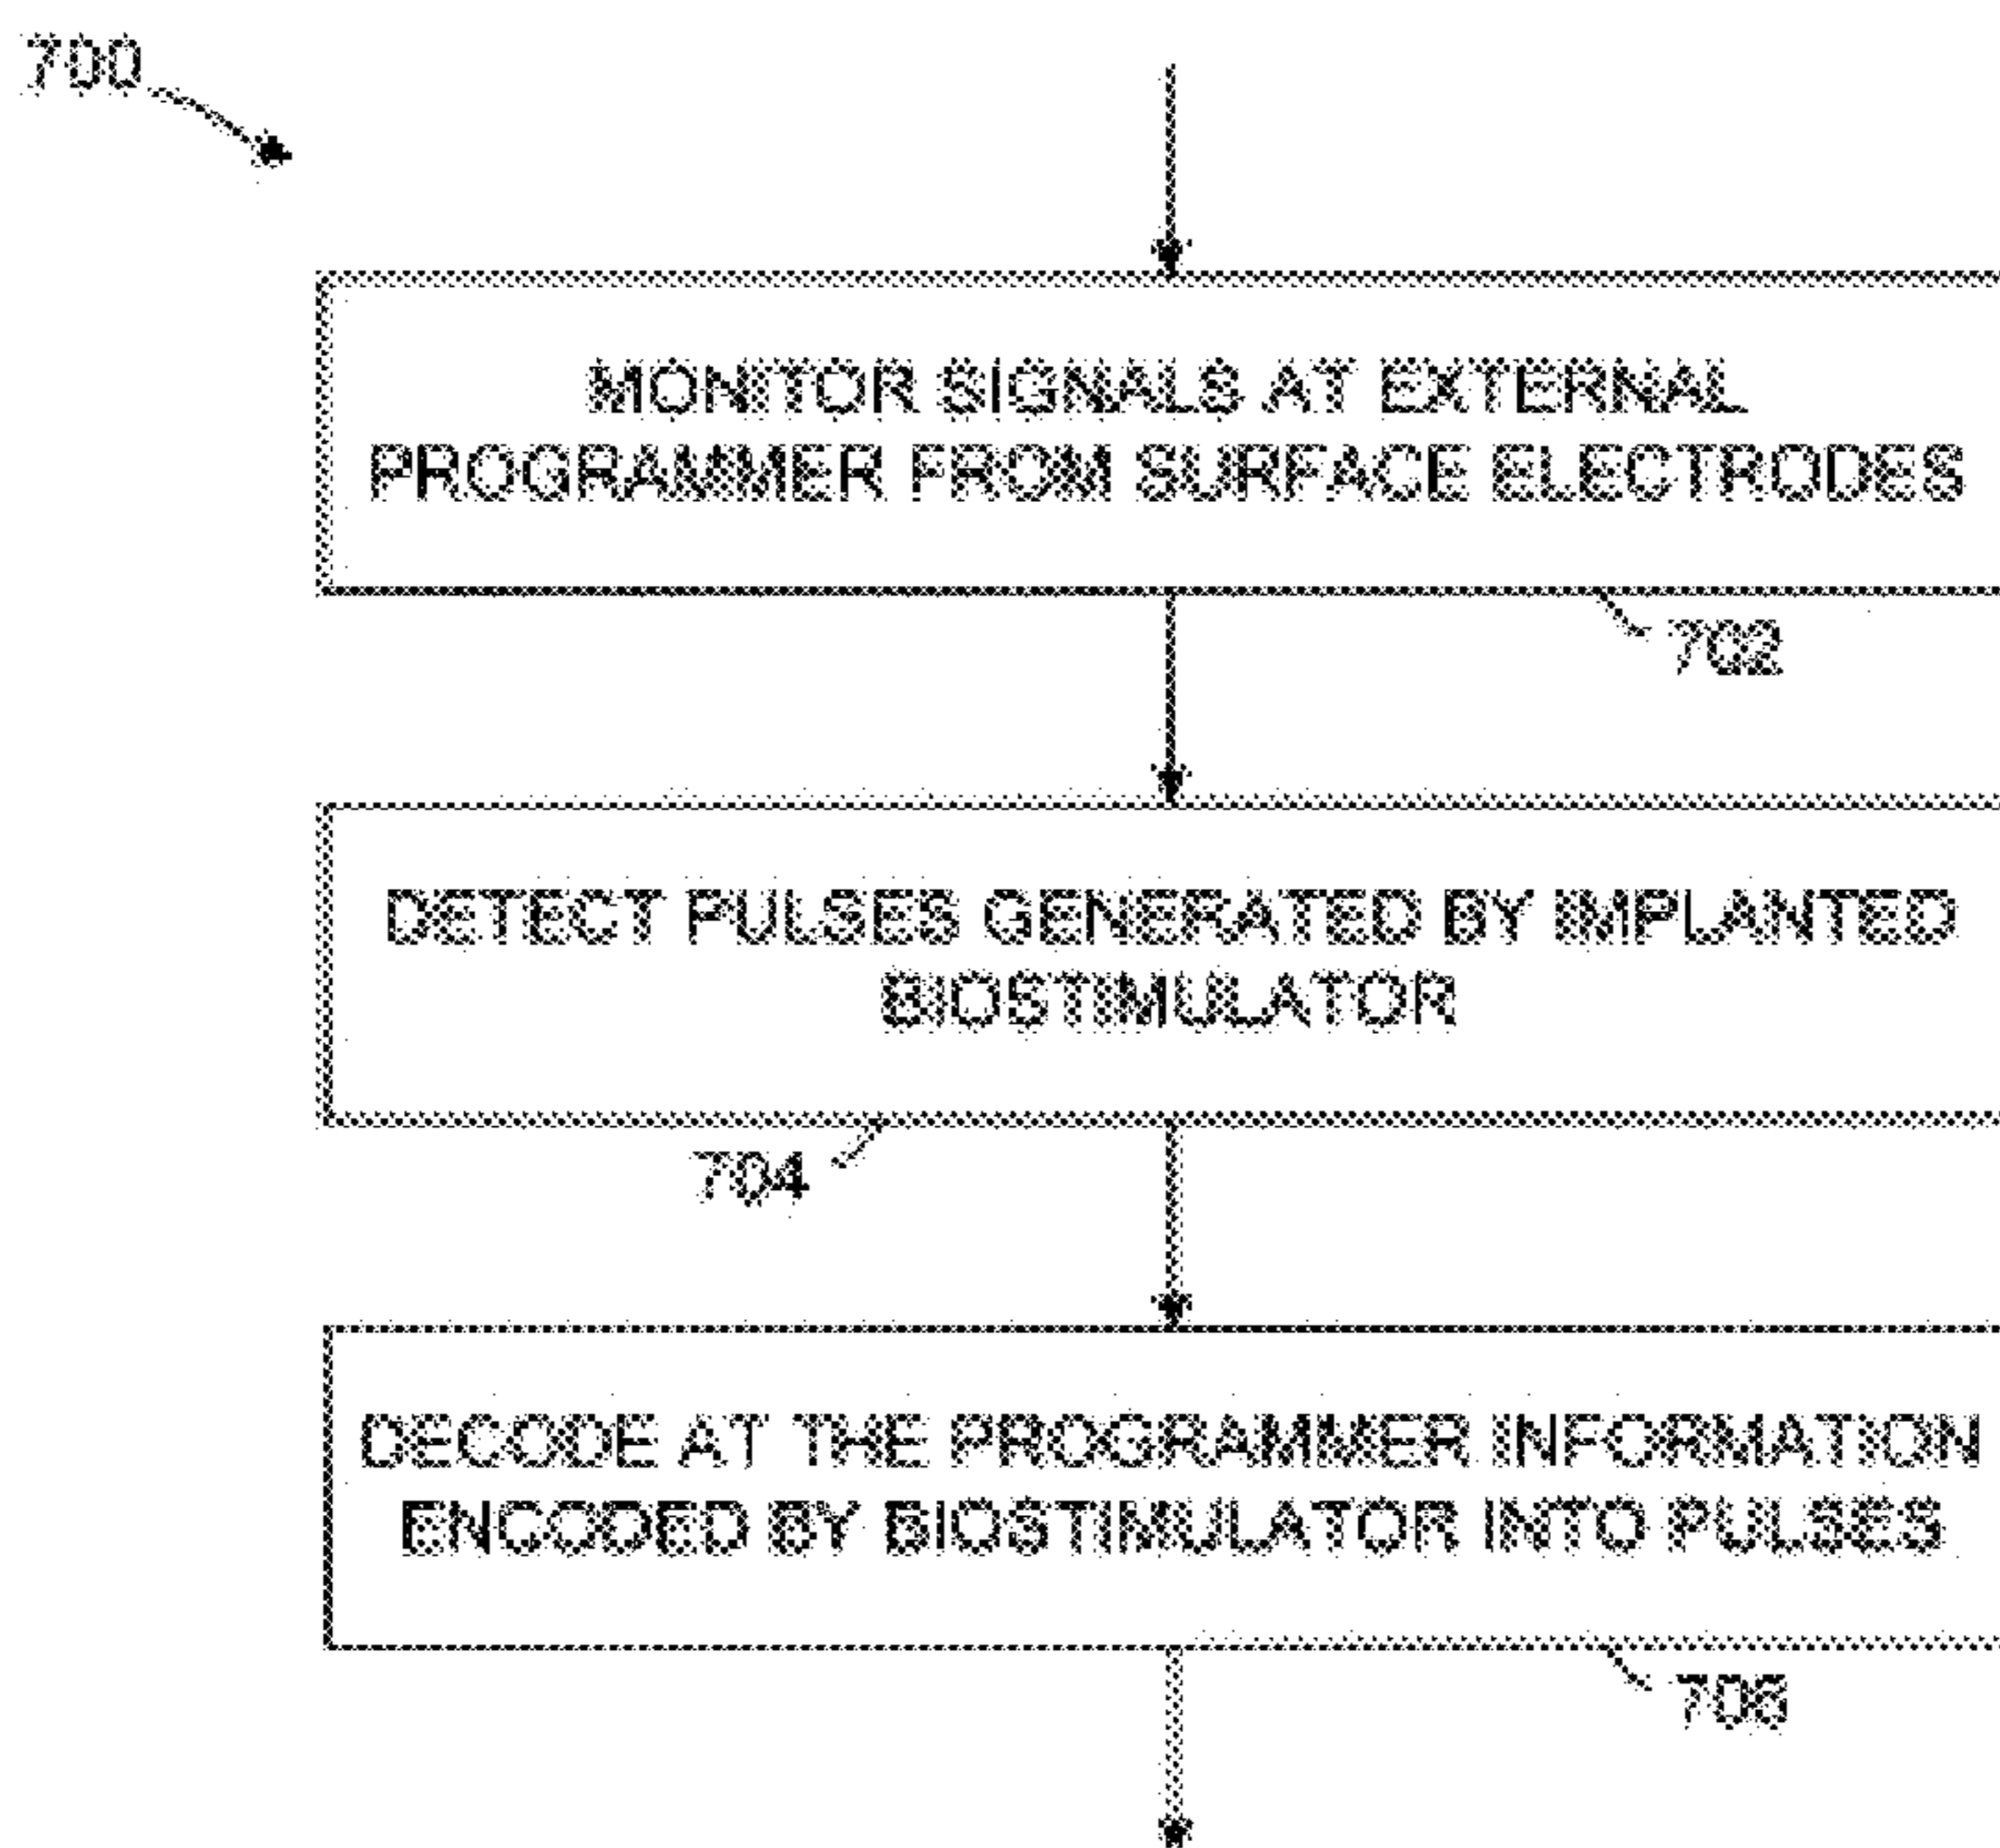 700
MONITOR SIGNALS AT EXTERNAL
PROGRAMMER FROM SURFACE ELECTRODES
702
DETECT PULSES GENERATED BY IMPLANTED
BIOSTIMULATOR
704
DECODE AT THE PROGRAMMER INFORMATION
ENCODED BY BIOSTIMULATOR INTO PULSES
706